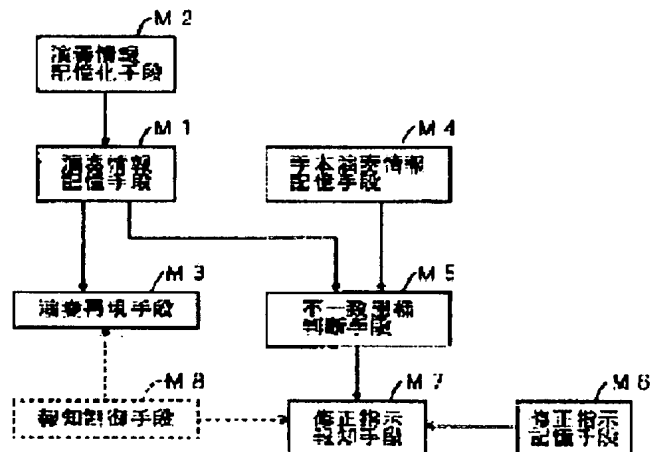 M 2
演奏情報
記憶化手段
M 1
演奏情報
記憶手段
M 4
手本演奏情報
記憶手段
M 3
演奏再現手段
M 5
不一致理梱
判断手段
M 8
報知制御手段
M 7
修正指示
報知手段
M 6
修正指示
記憶手段